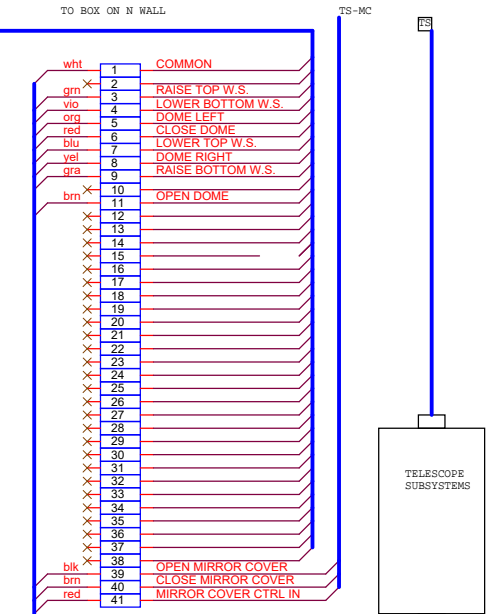 TO BOX ON N WALL
TS-MC
TS
wht 1 COMMON
2
grn 3 RAISE TOP W.S.
vio 4 LOWER BOTTOM W.S.
org 5 DOME LEFT
red 6 CLOSE DOME
blu 7 LOWER TOP W.S.
yel 8 DOME RIGHT
gra 9 RAISE BOTTOM W.S.
10
brn 11 OPEN DOME
12
13
14
15
16
17
18
19
20
21
22
23
24
25
26
27
28
29
30
31
32
33
34
35
36
37
38
blk 39 OPEN MIRROR COVER
brn 40 CLOSE MIRROR COVER
red 41 MIRROR COVER CTRL IN
TELESCOPE
SUBSYSTEMS